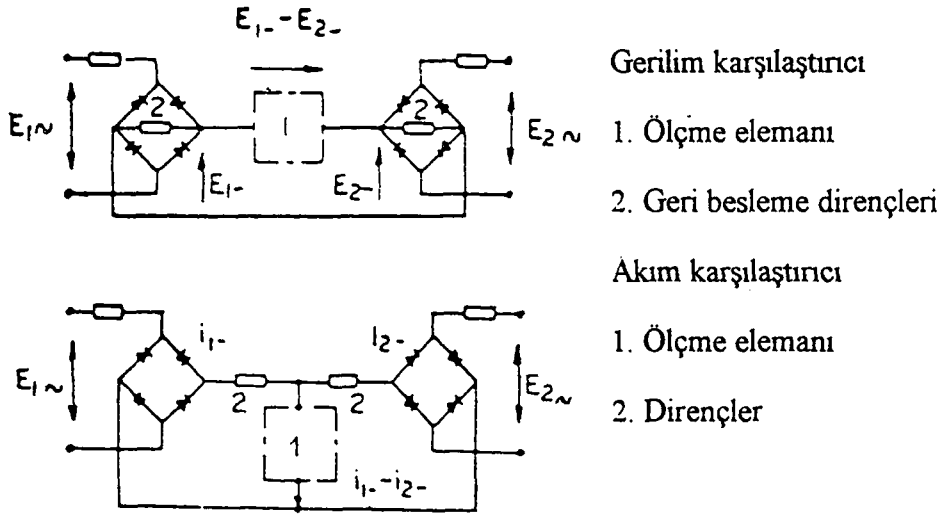 E₁₋ - E₂₋
E₁~
2
1
2
E₂~
E₁₋
E₂₋
Gerilim karşılaştırıcı
1. Ölçme elemanı
2. Geri besleme dirençleri
Akım karşılaştırıcı
1. Ölçme elemanı
2. Dirençler
i₁₋
I₂₋
E₁~
2
2
E₂~
1
i₁₋-i₂₋